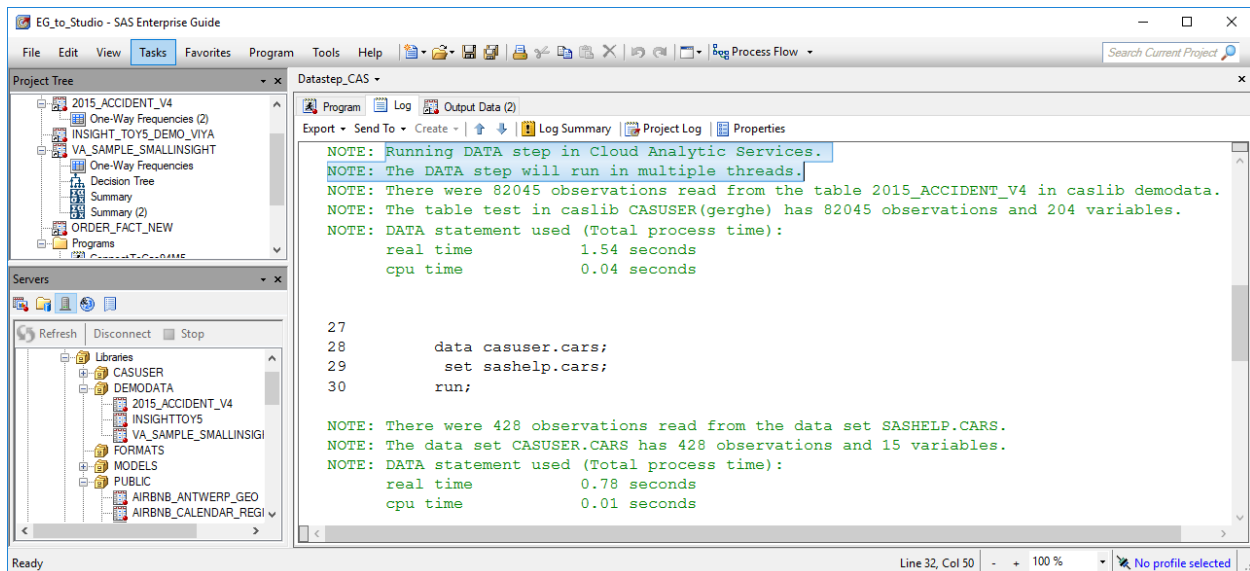 EG_to_Studio - SAS Enterprise Guide
File Edit View Tasks Favorites Program Tools Help Process Flow Search Current Project
Project Tree
2015_ACCIDENT_V4
One-Way Frequencies (2)
INSIGHT_TOY5_DEMO_VIYA
VA_SAMPLE_SMALLINSIGHT
One-Way Frequencies
Decision Tree
Summary
Summary (2)
ORDER_FACT_NEW
Programs
Servers
Refresh Disconnect Stop
Libraries
CASUSER
DEMODATA
2015_ACCIDENT_V4
INSIGHTTOY5
VA_SAMPLE_SMALLINSIGI
FORMATS
MODELS
PUBLIC
AIRBNB_ANTWERP_GEO
AIRBNB_CALENDAR_REGI
Datastep_CAS
Program Log Output Data (2)
Export Send To Create Log Summary Project Log Properties
NOTE: Running DATA step in Cloud Analytic Services.
NOTE: The DATA step will run in multiple threads.
NOTE: There were 82045 observations read from the table 2015_ACCIDENT_V4 in caslib demodata.
NOTE: The table test in caslib CASUSER(gerghe) has 82045 observations and 204 variables.
NOTE: DATA statement used (Total process time):
real time 1.54 seconds
cpu time 0.04 seconds
27
28 data casuser.cars;
29 set sashelp.cars;
30 run;
NOTE: There were 428 observations read from the data set SASHELP.CARS.
NOTE: The data set CASUSER.CARS has 428 observations and 15 variables.
NOTE: DATA statement used (Total process time):
real time 0.78 seconds
cpu time 0.01 seconds
Ready Line 32, Col 50 - + 100 % No profile selected